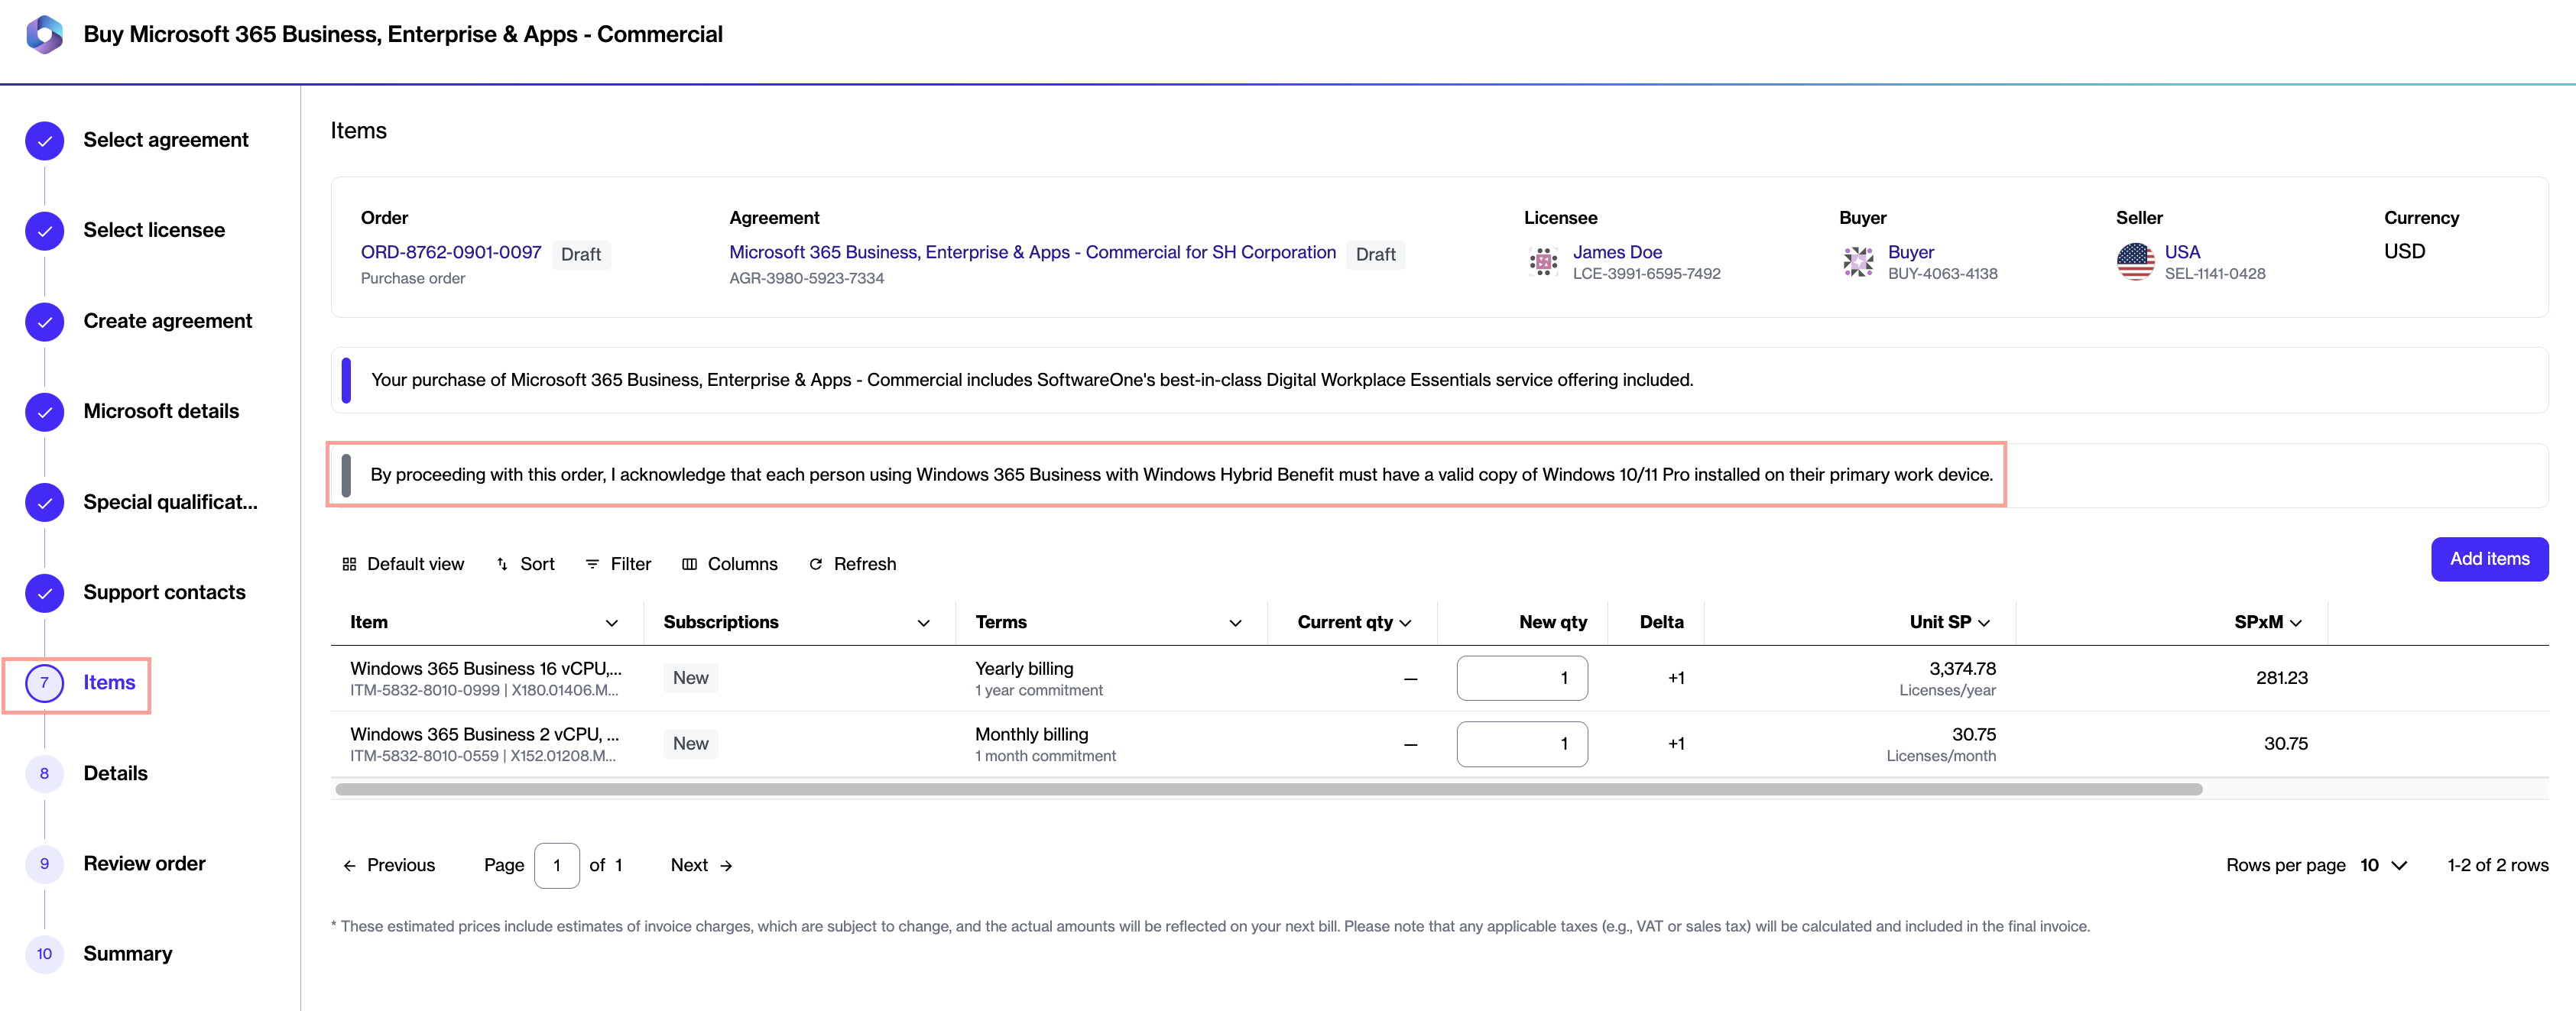 Buy Microsoft 365 Business, Enterprise & Apps - Commercial
Select agreement
Select licensee
Create agreement
Microsoft details
Special qualificat...
Support contacts
7 Items
8 Details
9 Review order
10 Summary
Items
Order Agreement Licensee Buyer Seller Currency
ORD-8762-0901-0097 Draft Microsoft 365 Business, Enterprise & Apps - Commercial for SH Corporation Draft James Doe Buyer USA USD
Purchase order AGR-3980-5923-7334 LCE-3991-6595-7492 BUY-4063-4138 SEL-1141-0428
Your purchase of Microsoft 365 Business, Enterprise & Apps - Commercial includes SoftwareOne's best-in-class Digital Workplace Essentials service offering included.
By proceeding with this order, I acknowledge that each person using Windows 365 Business with Windows Hybrid Benefit must have a valid copy of Windows 10/11 Pro installed on their primary work device.
Default view Sort Filter Columns Refresh Add items
Item Subscriptions Terms Current qty New qty Delta Unit SP SPxM
Windows 365 Business 16 vCPU,... New Yearly billing — 1 +1 3,374.78 281.23
ITM-5832-8010-0999 | X180.01406.M... 1 year commitment Licenses/year
Windows 365 Business 2 vCPU, ... New Monthly billing — 1 +1 30.75 30.75
ITM-5832-8010-0559 | X152.01208.M... 1 month commitment Licenses/month
← Previous Page 1 of 1 Next → Rows per page 10 1-2 of 2 rows
* These estimated prices include estimates of invoice charges, which are subject to change, and the actual amounts will be reflected on your next bill. Please note that any applicable taxes (e.g., VAT or sales tax) will be calculated and included in the final invoice.